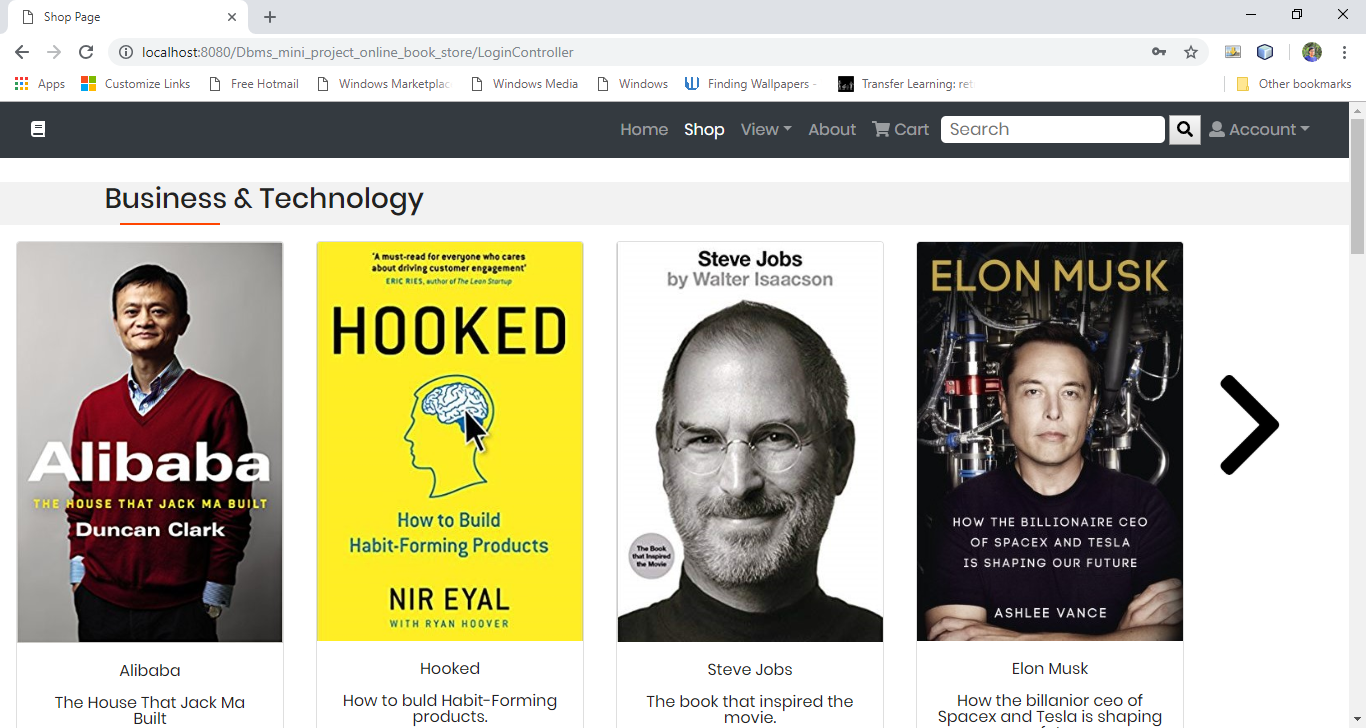 Shop Page
localhost:8080/Dbms_mini_project_online_book_store/LoginController
Apps Customize Links Free Hotmail Windows Marketplac Windows Media Windows Finding Wallpapers - Transfer Learning: ret Other bookmarks
Home Shop View About Cart Search Account
Business & Technology
Alibaba
THE HOUSE THAT JACK MA BUILT
Duncan Clark
'A must-read for everyone who cares
about driving customer engagement'
ERIC RIES, author of The Lean Startup
HOOKED
How to Build
Habit-Forming Products
NIR EYAL
WITH RYAN HOOVER
Steve Jobs
by Walter Isaacson
The Book
that Inspired
the Movie
ELON MUSK
HOW THE BILLIONAIRE CEO
OF SPACEX AND TESLA
IS SHAPING OUR FUTURE
ASHLEE VANCE
Alibaba
The House That Jack Ma
Built
Hooked
How to buld Habit-Forming
products.
Steve Jobs
The book that inspired the
movie.
Elon Musk
How the billanior ceo of
Spacex and Tesla is shaping